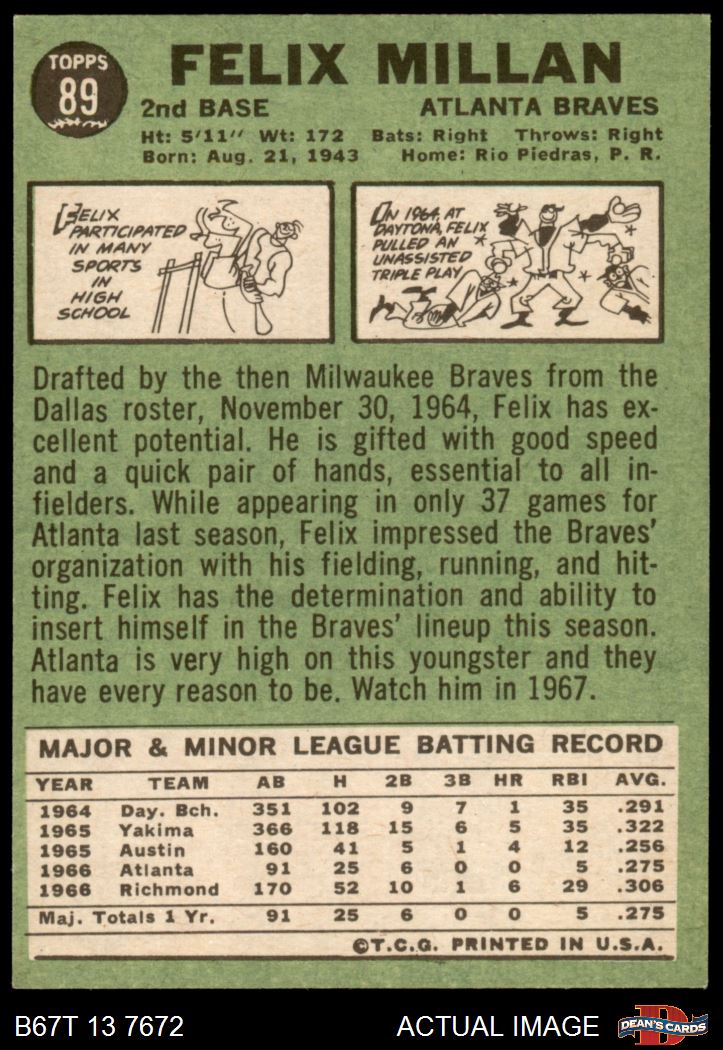 TOPPS
89
FELIX MILLAN
2nd BASE ATLANTA BRAVES
Ht: 5'11" Wt: 172 Bats: Right Throws: Right
Born: Aug. 21, 1943 Home: Rio Piedras, P. R.
FELIX
PARTICIPATED
IN MANY
SPORTS
IN
HIGH
SCHOOL
IN 1964, AT
DAYTONA, FELIX
PULLED AN
UNASSISTED
TRIPLE PLAY
Drafted by the then Milwaukee Braves from the
Dallas roster, November 30, 1964, Felix has ex-
cellent potential. He is gifted with good speed
and a quick pair of hands, essential to all in-
fielders. While appearing in only 37 games for
Atlanta last season, Felix impressed the Braves'
organization with his fielding, running, and hit-
ting. Felix has the determination and ability to
insert himself in the Braves' lineup this season.
Atlanta is very high on this youngster and they
have every reason to be. Watch him in 1967.
MAJOR & MINOR LEAGUE BATTING RECORD
YEAR TEAM AB H 2B 3B HR RBI AVG.
1964 Day. Bch. 351 102 9 7 1 35 .291
1965 Yakima 366 118 15 6 5 35 .322
1965 Austin 160 41 5 1 4 12 .256
1966 Atlanta 91 25 6 0 0 5 .275
1966 Richmond 170 52 10 1 6 29 .306
Maj. Totals 1 Yr. 91 25 6 0 0 5 .275
©T.C.G. PRINTED IN U.S.A.
B67T 13 7672 ACTUAL IMAGE
D
DEAN'S CARDS